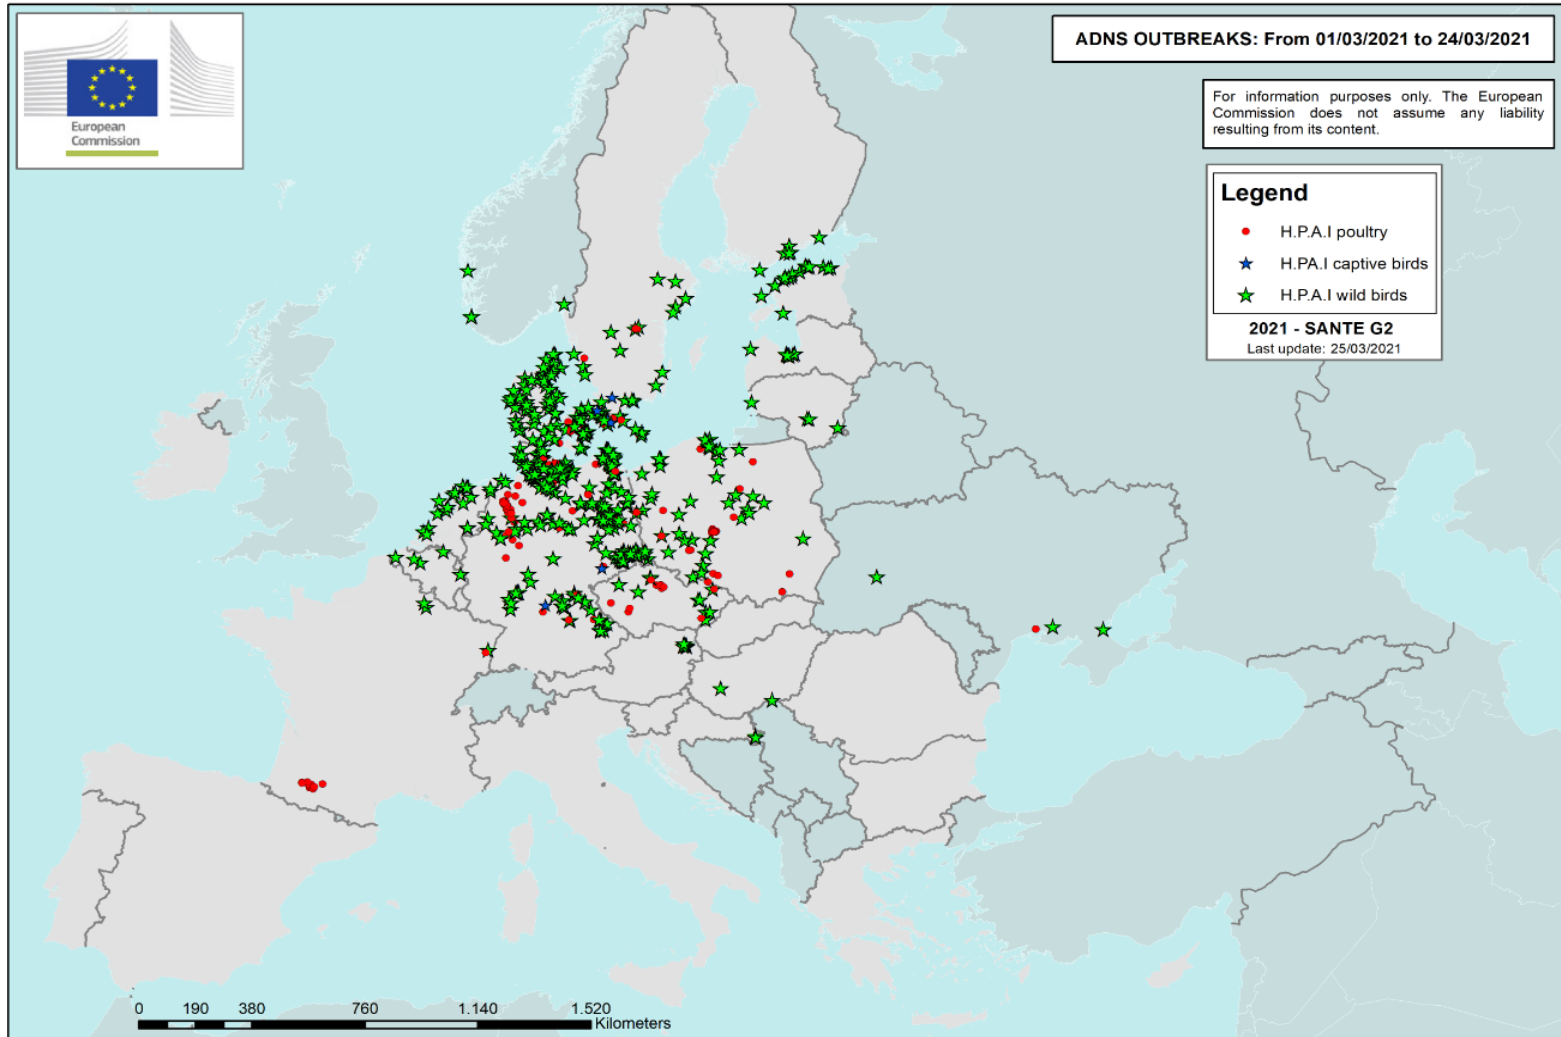 European
Commission
ADNS OUTBREAKS: From 01/03/2021 to 24/03/2021
For information purposes only. The European
Commission does not assume any liability
resulting from its content.
Legend
H.P.A.I poultry
H.PA.I captive birds
H.P.A.I wild birds
2021 - SANTE G2
Last update: 25/03/2021
0 190 380 760 1.140 1.520
Kilometers